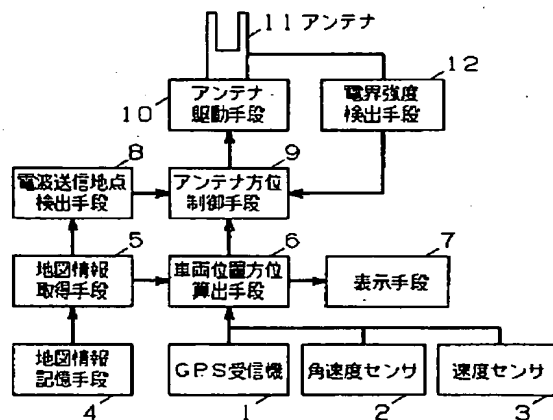 11 アンテナ
12
10
アンテナ
駆動手段
電界強度
検出手段
8
9
電波送信地点
検出手段
アンテナ方位
制御手段
5
6
7
地図情報
取得手段
車両位置方位
算出手段
表示手段
地図情報
記憶手段
GPS受信機
角速度センサ
速度センサ
4
1
2
3